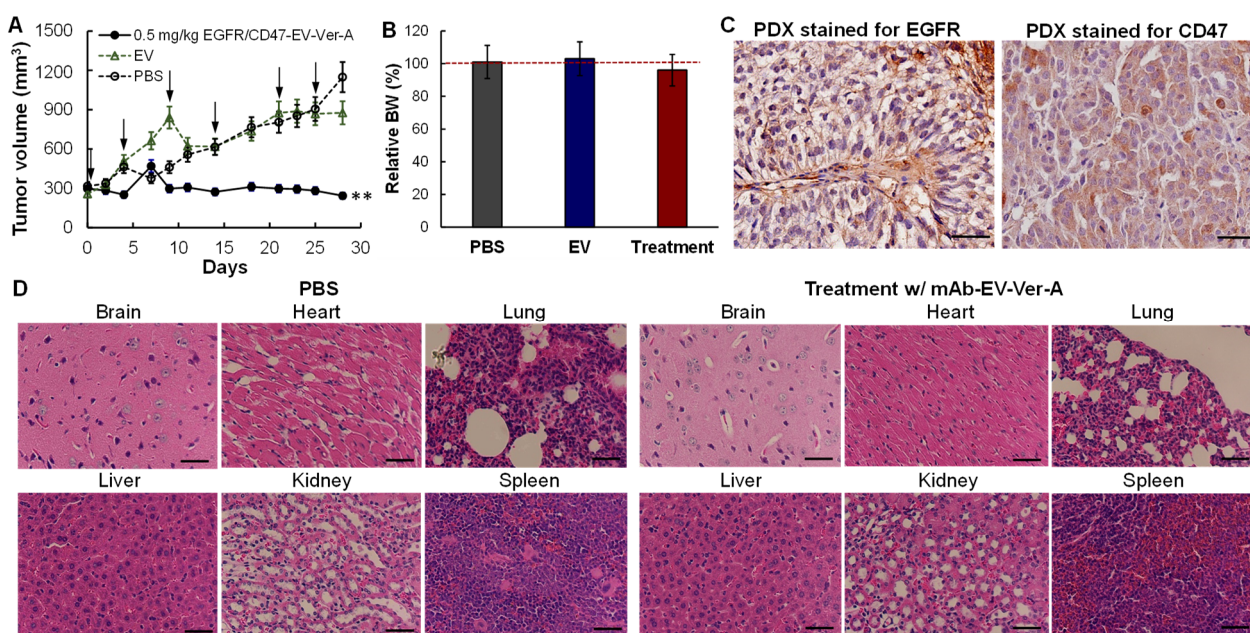 A
Tumor volume (mm³)
1500
1200
900
600
300
0
0.5 mg/kg EGFR/CD47-EV-Ver-A
EV
PBS
**
0 5 10 15 20 25 30
Days
B
Relative BW (%)
120
100
80
60
40
20
0
PBS EV Treatment
C
PDX stained for EGFR PDX stained for CD47
D
PBS Treatment w/ mAb-EV-Ver-A
Brain Heart Lung Brain Heart Lung
Liver Kidney Spleen Liver Kidney Spleen